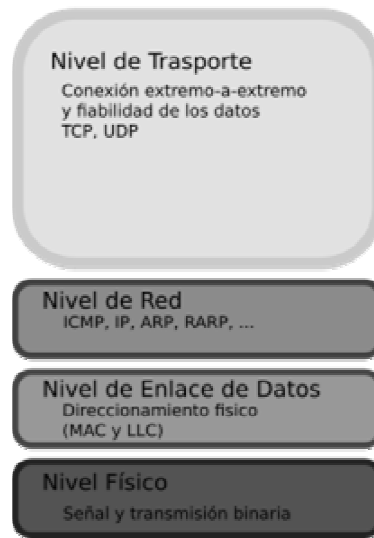 Nivel de Trasporte
Conexión extremo-a-extremo
y fiabilidad de los datos
TCP, UDP
Nivel de Red
ICMP, IP, ARP, RARP, ...
Nivel de Enlace de Datos
Direccionamiento fisico
(MAC y LLC)
Nivel Físico
Señal y transmisión binaria